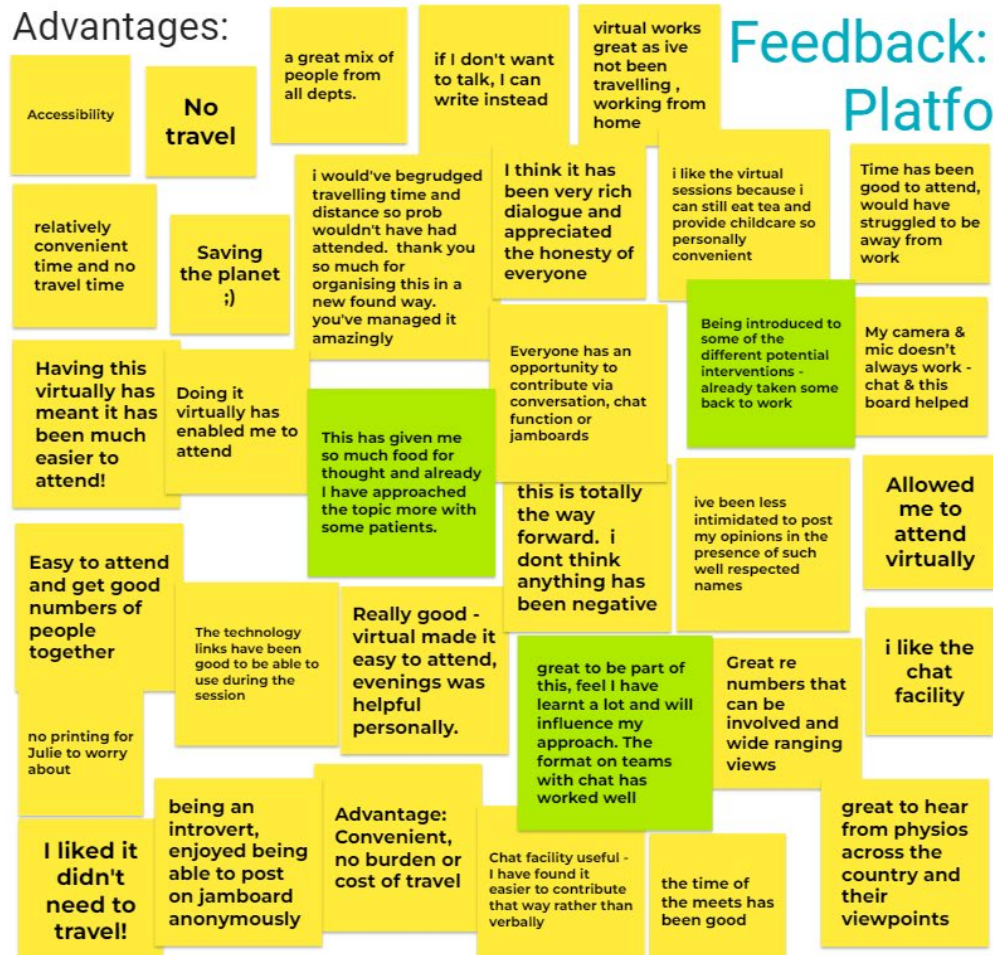 Advantages:
Feedback:
Platfo
Accessibility
No
travel
a great mix of
people from
all depts.
if I don't want
to talk, I can
write instead
virtual works
great as ive
not been
travelling ,
working from
home
relatively
convenient
time and no
travel time
Saving
the planet
;)
i would've begrudged
travelling time and
distance so prob
wouldn't have had
attended. thank you
so much for
organising this in a
new found way.
you've managed it
amazingly
I think it has
been very rich
dialogue and
appreciated
the honesty of
everyone
i like the virtual
sessions because i
can still eat tea and
provide childcare so
personally
convenient
Time has been
good to attend,
would have
struggled to be
away from
work
Having this
virtually has
meant it has
been much
easier to
attend!
Doing it
virtually has
enabled me to
attend
This has given me
so much food for
thought and already
I have approached
the topic more with
some patients.
Everyone has an
opportunity to
contribute via
conversation, chat
function or
jamboards
Being introduced to
some of the
different potential
interventions -
already taken some
back to work
My camera &
mic doesn't
always work -
chat & this
board helped
this is totally
the way
forward. i
dont think
anything has
been negative
ive been less
intimidated to post
my opinions in the
presence of such
well respected
names
Allowed
me to
attend
virtually
Easy to attend
and get good
numbers of
people
together
The technology
links have been
good to be able to
use during the
session
Really good -
virtual made it
easy to attend,
evenings was
helpful
personally.
great to be part of
this, feel I have
learnt a lot and will
influence my
approach. The
format on teams
with chat has
worked well
Great re
numbers that
can be
involved and
wide ranging
views
i like the
chat
facility
no printing for
Julie to worry
about
I liked it
didn't
need to
travel!
being an
introvert,
enjoyed being
able to post
on jamboard
anonymously
Advantage:
Convenient,
no burden or
cost of travel
Chat facility useful -
I have found it
easier to contribute
that way rather than
verbally
the time of
the meets has
been good
great to hear
from physios
across the
country and
their
viewpoints